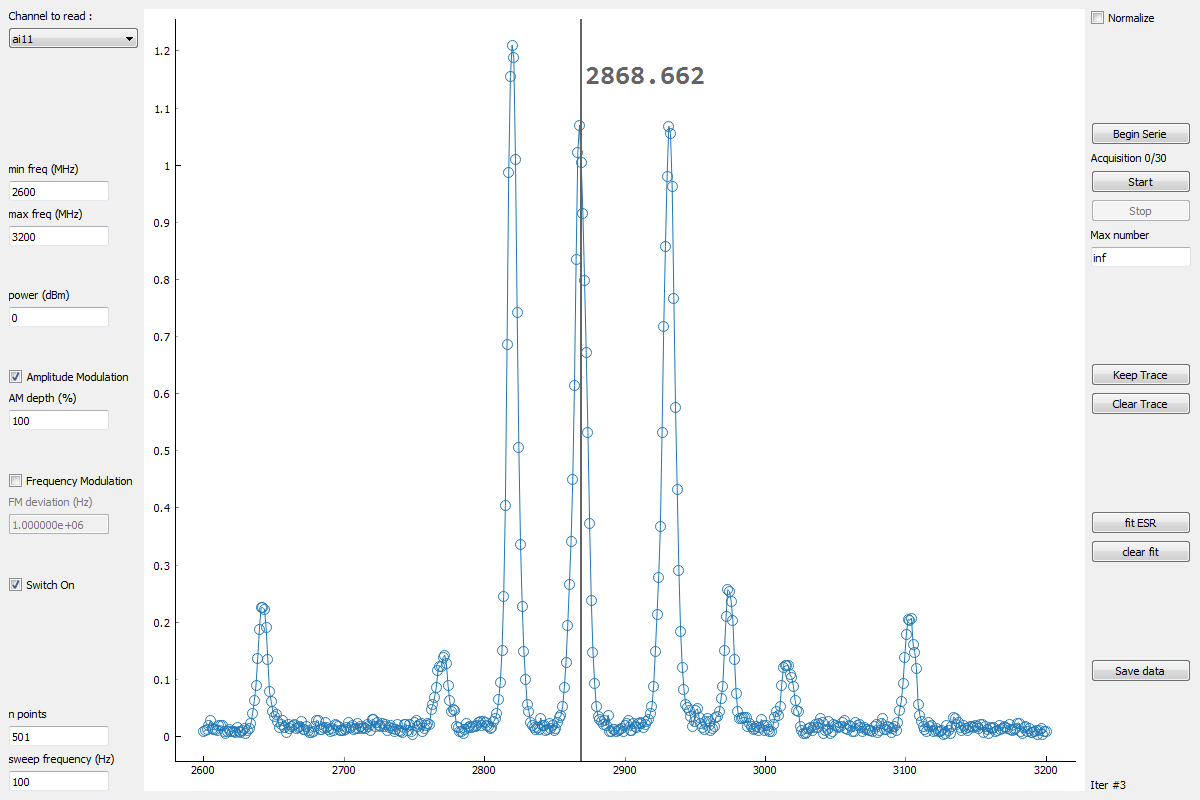 Channel to read :
ai11
min freq (MHz)
2600
max freq (MHz)
3200
power (dBm)
0
Amplitude Modulation
AM depth (%)
100
Frequency Modulation
FM deviation (Hz)
1.000000e+06
Switch On
n points
501
sweep frequency (Hz)
100
2868.662
1.2
1.1
1
0.9
0.8
0.7
0.6
0.5
0.4
0.3
0.2
0.1
0
2600 2700 2800 2900 3000 3100 3200
Normalize
Begin Serie
Acquisition 0/30
Start
Stop
Max number
inf
Keep Trace
Clear Trace
fit ESR
clear fit
Save data
Iter #3